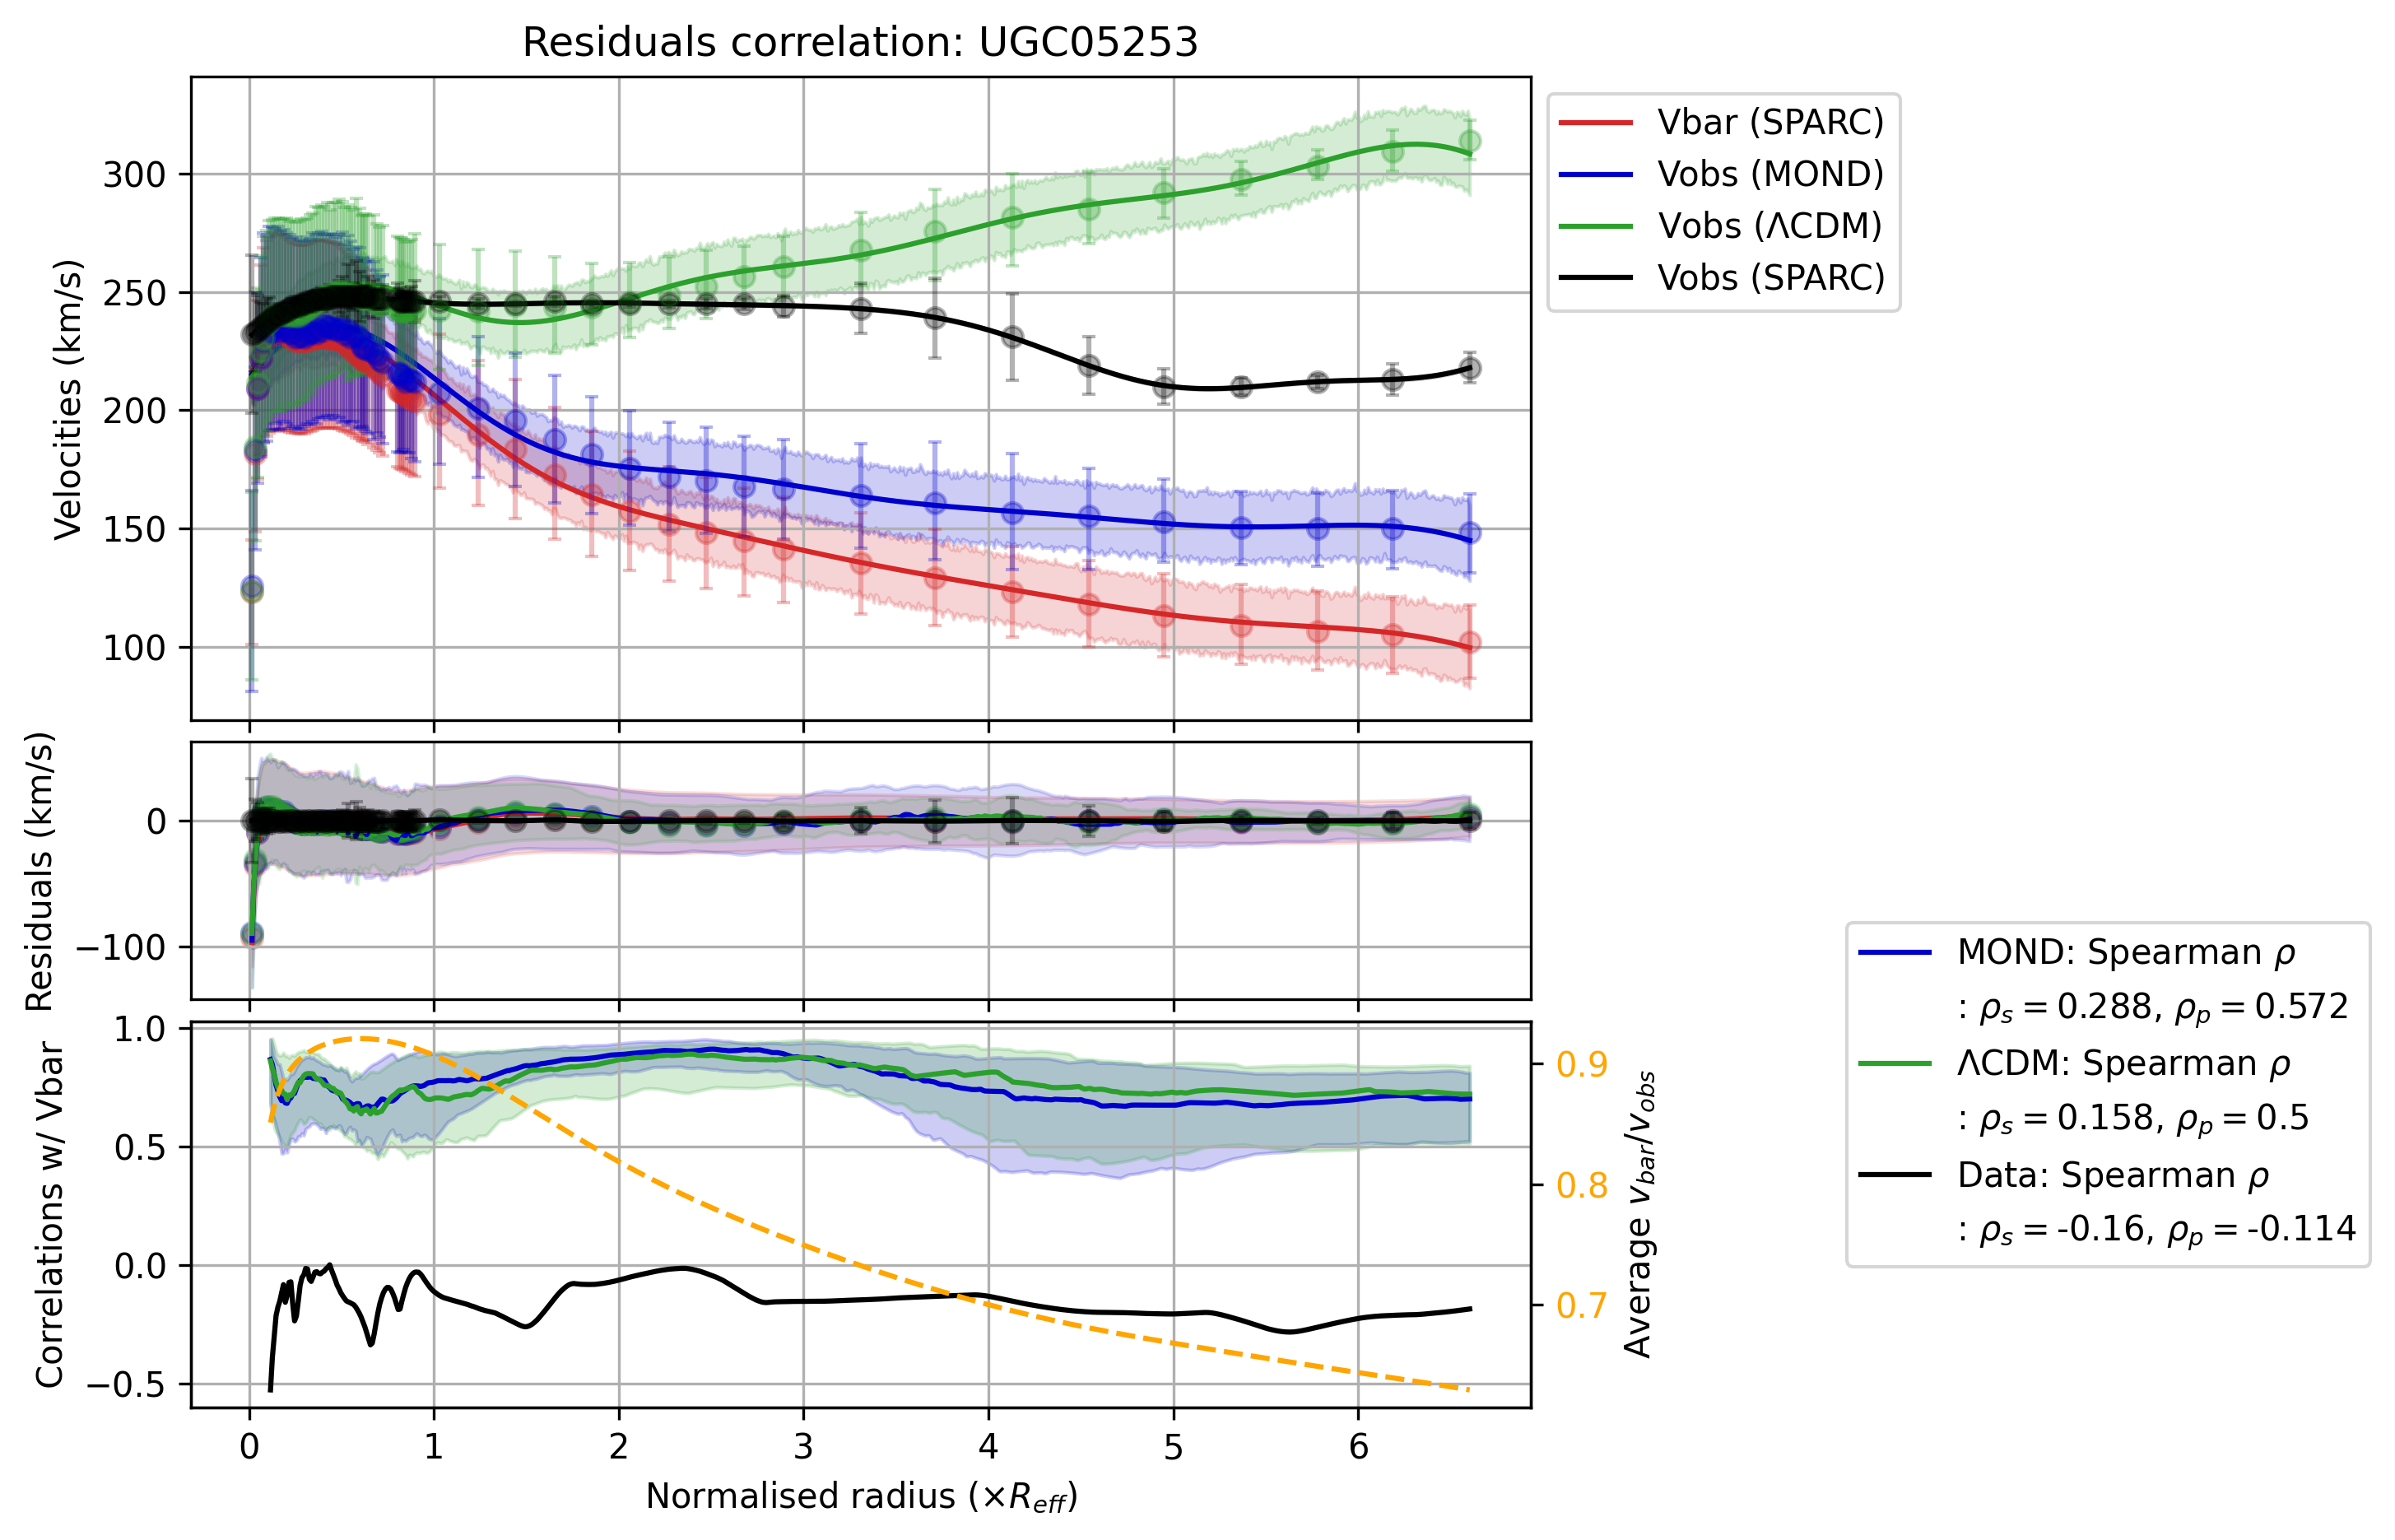 Residuals correlation: UGC05253
Velocities (km/s)
300
250
200
150
100
Vbar (SPARC)
Vobs (MOND)
Vobs (ΛCDM)
Vobs (SPARC)
Residuals (km/s)
0
−100
Correlations w/ Vbar
1.0
0.5
0.0
−0.5
0.9
0.8
0.7
Average v_bar/v_obs
MOND: Spearman ρ
: ρ_s = 0.288, ρ_p = 0.572
ΛCDM: Spearman ρ
: ρ_s = 0.158, ρ_p = 0.5
Data: Spearman ρ
: ρ_s = -0.16, ρ_p = -0.114
0 1 2 3 4 5 6
Normalised radius (×R_eff)